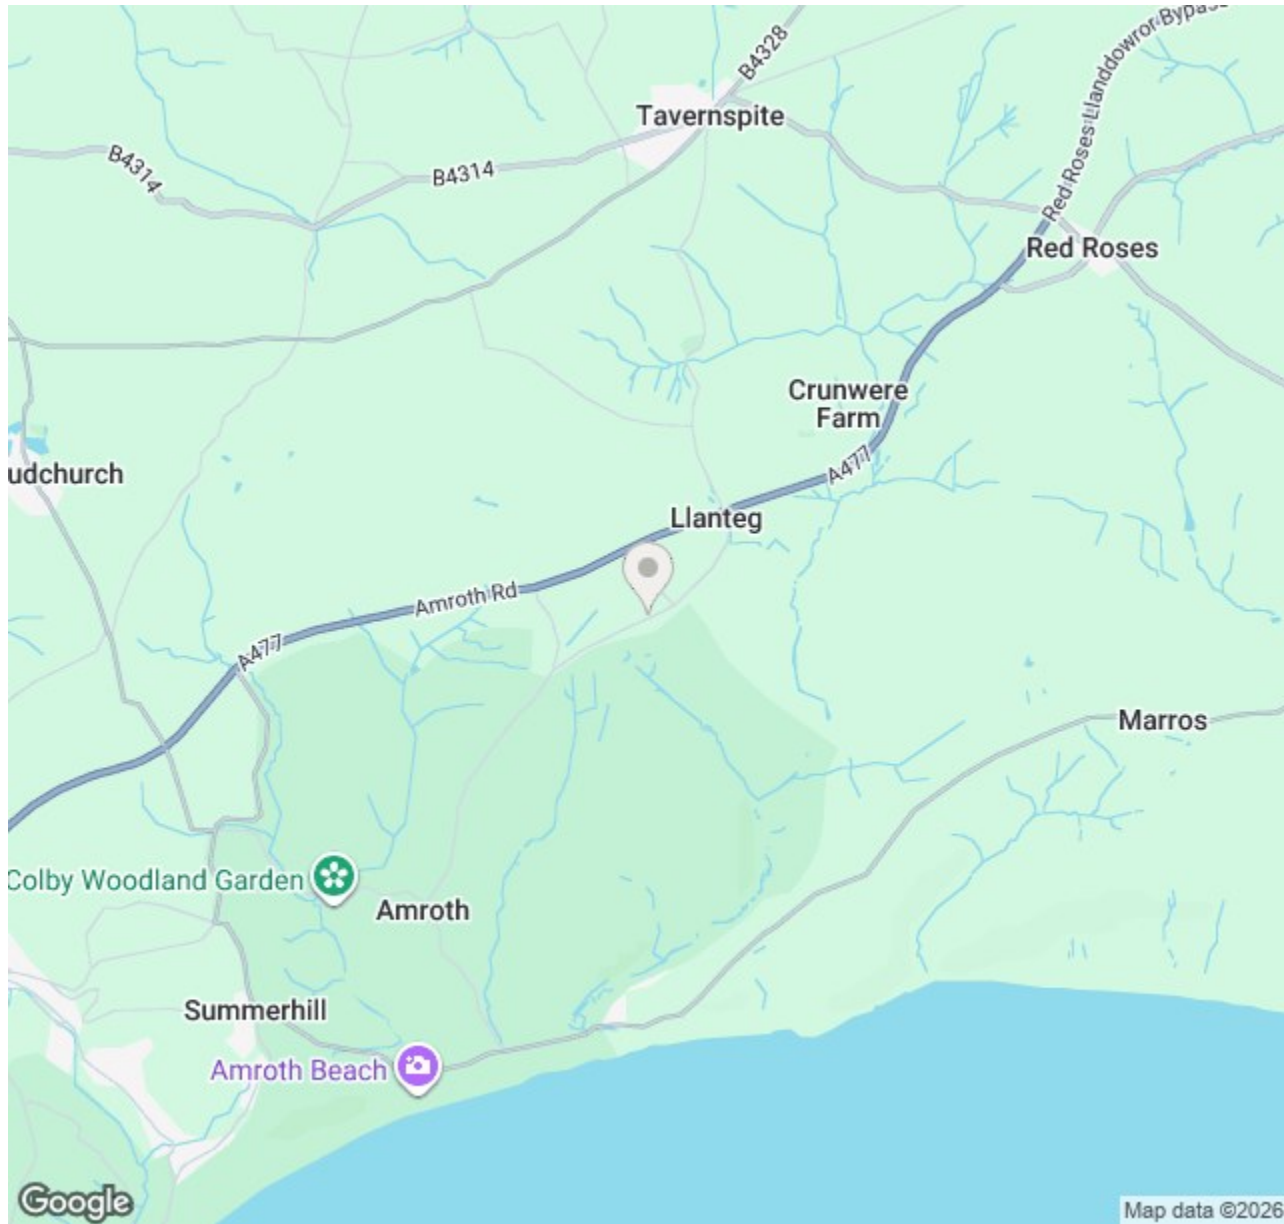 Red Roses Llanddowror Bypass
B4328
Tavernspite
B4314
B4314
Red Roses
Crunwere
Farm
A477
udchurch
Llanteg
Amroth Rd
A477
Marros
Colby Woodland Garden
Amroth
Summerhill
Amroth Beach
Google
Map data ©2026